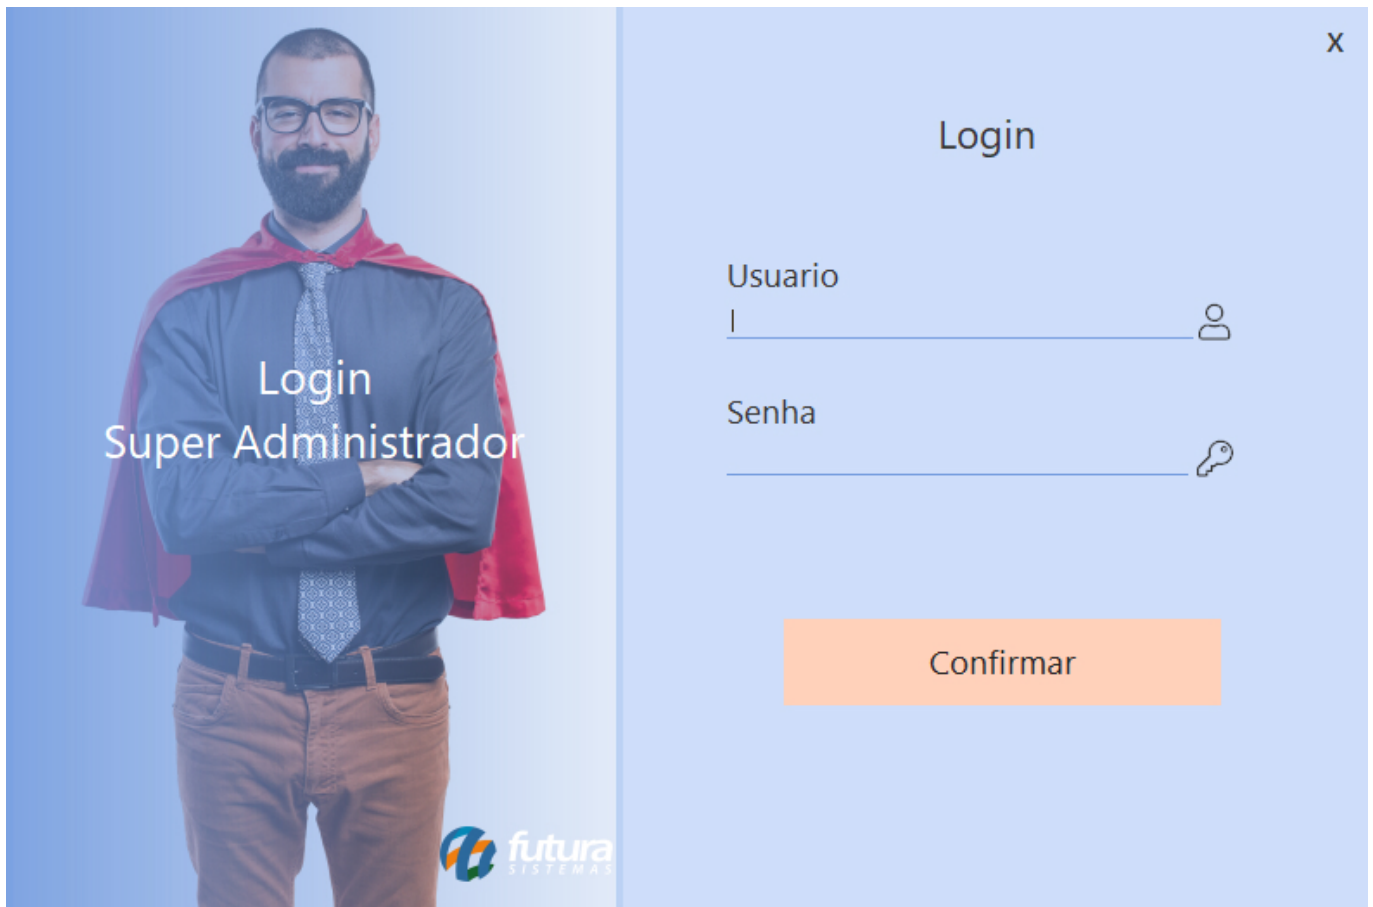 x
Login
Usuario
Senha
Confirmar
Login
Super Administrador
futura
SISTEMAS